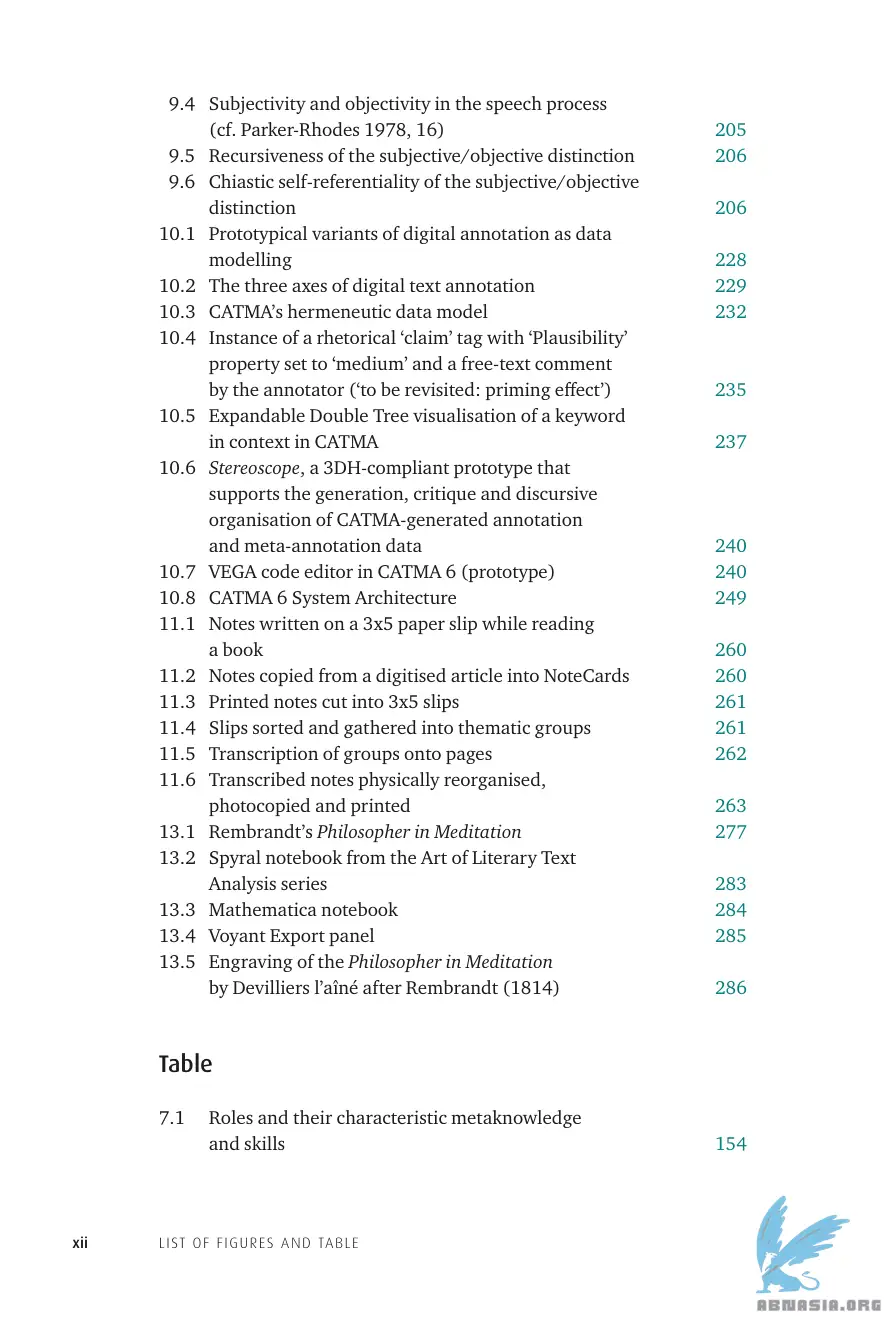 9.4 Subjectivity and objectivity in the speech process
(cf. Parker-Rhodes 1978, 16) 205
9.5 Recursiveness of the subjective/objective distinction 206
9.6 Chiastic self-referentiality of the subjective/objective
distinction 206
10.1 Prototypical variants of digital annotation as data
modelling 228
10.2 The three axes of digital text annotation 229
10.3 CATMA’s hermeneutic data model 232
10.4 Instance of a rhetorical ‘claim’ tag with ‘Plausibility’
property set to ‘medium’ and a free-text comment
by the annotator (‘to be revisited: priming effect’) 235
10.5 Expandable Double Tree visualisation of a keyword
in context in CATMA 237
10.6 Stereoscope, a 3DH-compliant prototype that
supports the generation, critique and discursive
organisation of CATMA-generated annotation
and meta-annotation data 240
10.7 VEGA code editor in CATMA 6 (prototype) 240
10.8 CATMA 6 System Architecture 249
11.1 Notes written on a 3x5 paper slip while reading
a book 260
11.2 Notes copied from a digitised article into NoteCards 260
11.3 Printed notes cut into 3x5 slips 261
11.4 Slips sorted and gathered into thematic groups 261
11.5 Transcription of groups onto pages 262
11.6 Transcribed notes physically reorganised,
photocopied and printed 263
13.1 Rembrandt’s Philosopher in Meditation 277
13.2 Spyral notebook from the Art of Literary Text
Analysis series 283
13.3 Mathematica notebook 284
13.4 Voyant Export panel 285
13.5 Engraving of the Philosopher in Meditation
by Devilliers l’aîné after Rembrandt (1814) 286
Table
7.1 Roles and their characteristic metaknowledge
and skills 154
xii LIST OF FIGURES AND TABLE
ABNASIA.ORG